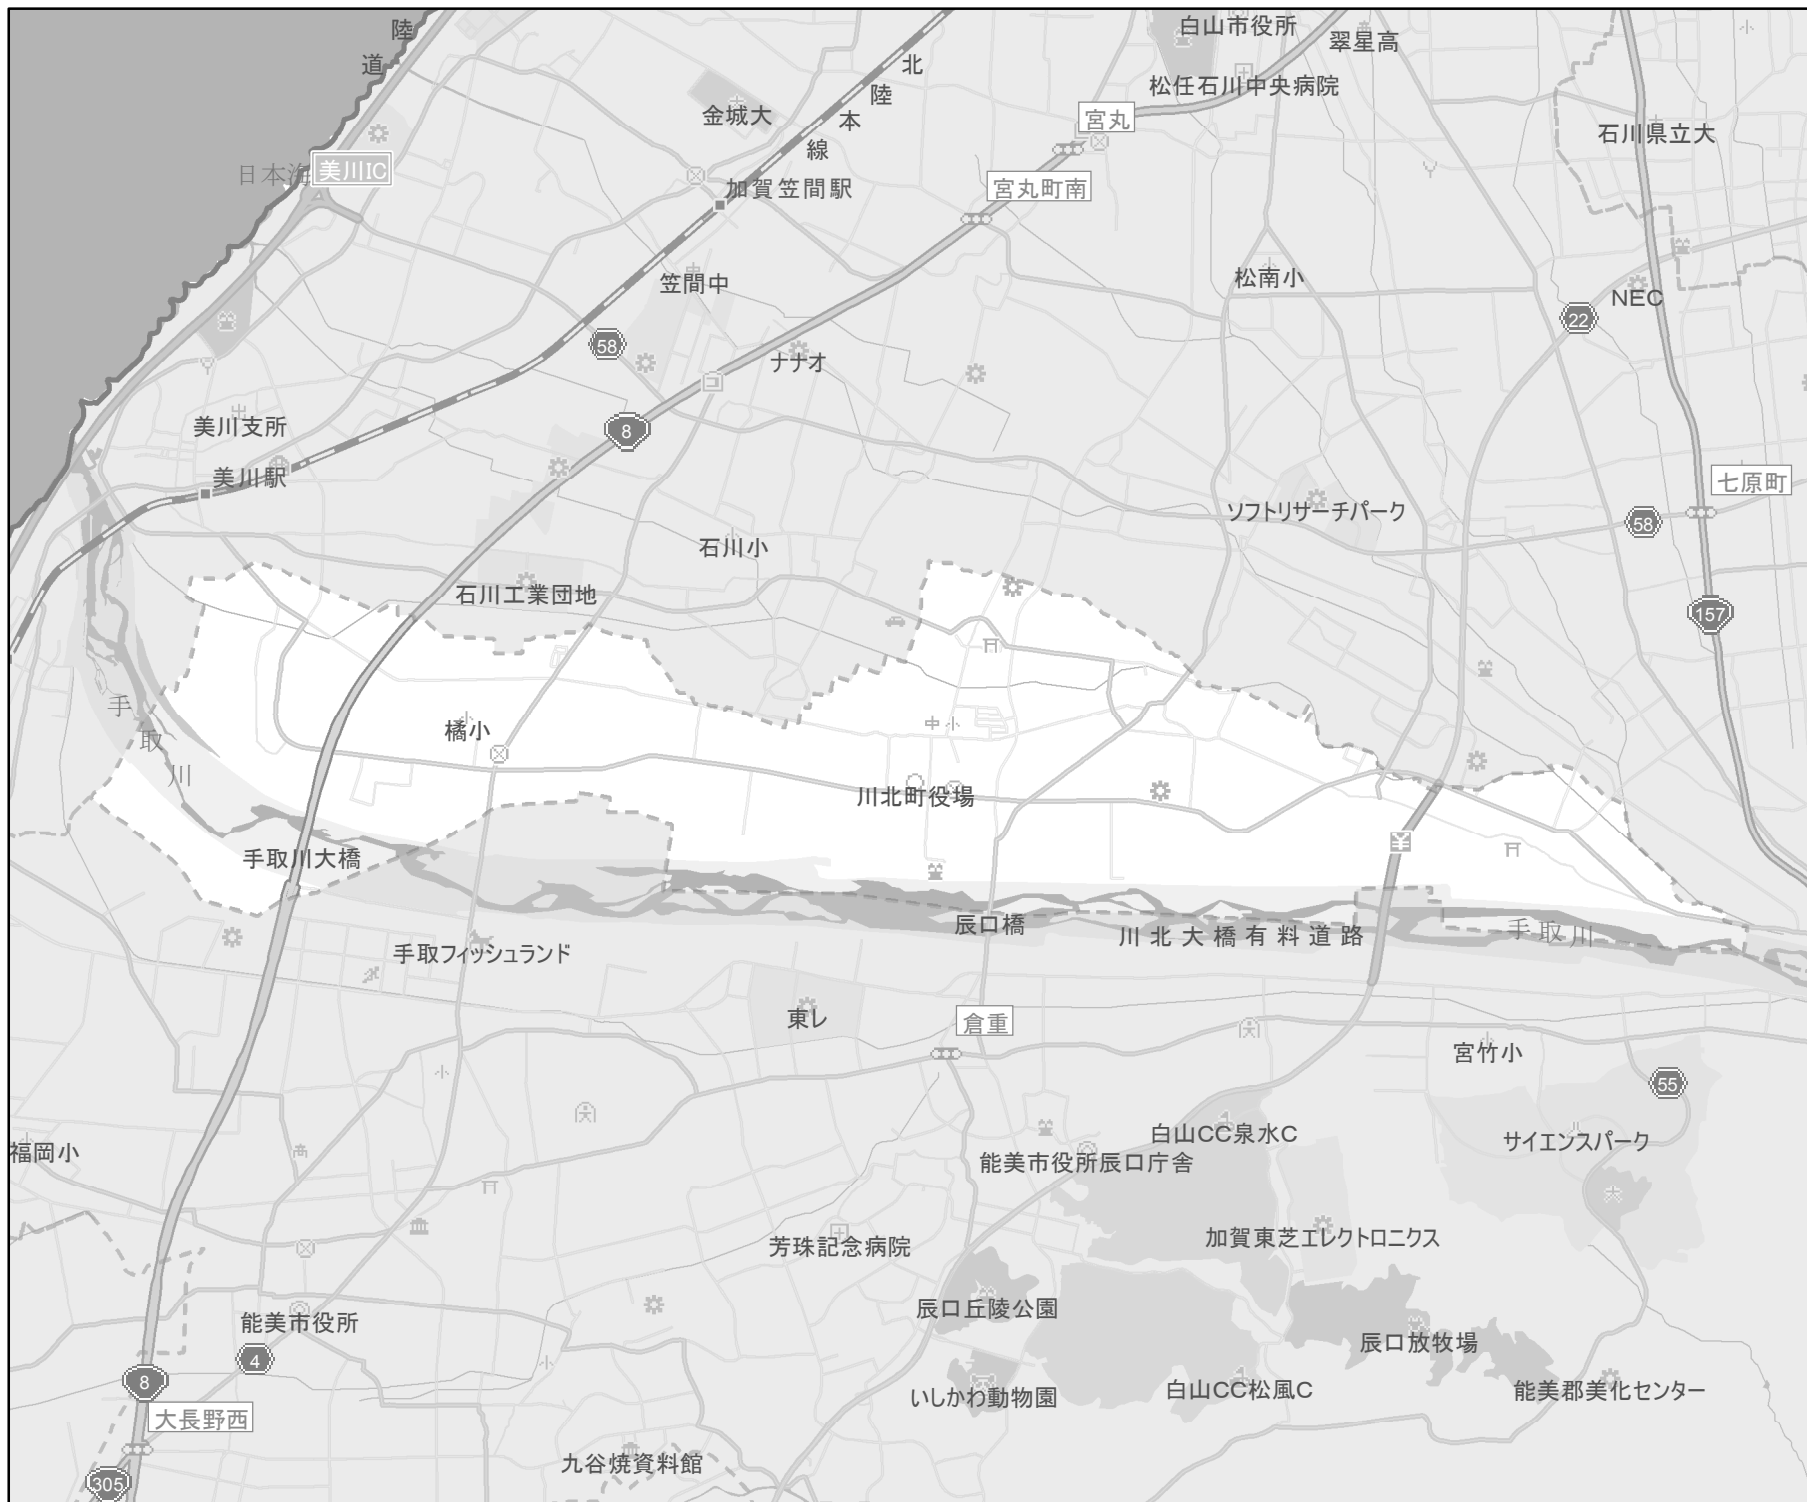 白山市役所
翠星高
陸
道
北
陸
本
線
松任石川中央病院
金城大
宮丸
石川県立大
日本海
美川IC
加賀笠間駅
宮丸町南
松南小
笠間中
NEC
22
58
ナナオ
美川支所
8
美川駅
七原町
ソフトリサーチパーク
58
石川小
石川工業団地
157
手
取
川
橘小
中 小
川北町役場
手取川大橋
辰口橋
川北大橋有料道路
手取川
手取フィッシュランド
東レ
倉重
宮竹小
55
福岡小
白山CC泉水C
サイエンスパーク
能美市役所辰口庁舎
芳珠記念病院
加賀東芝エレクトロニクス
辰口丘陵公園
能美市役所
辰口放牧場
4
8
いしかわ動物園
白山CC松風C
能美郡美化センター
大長野西
九谷焼資料館
305